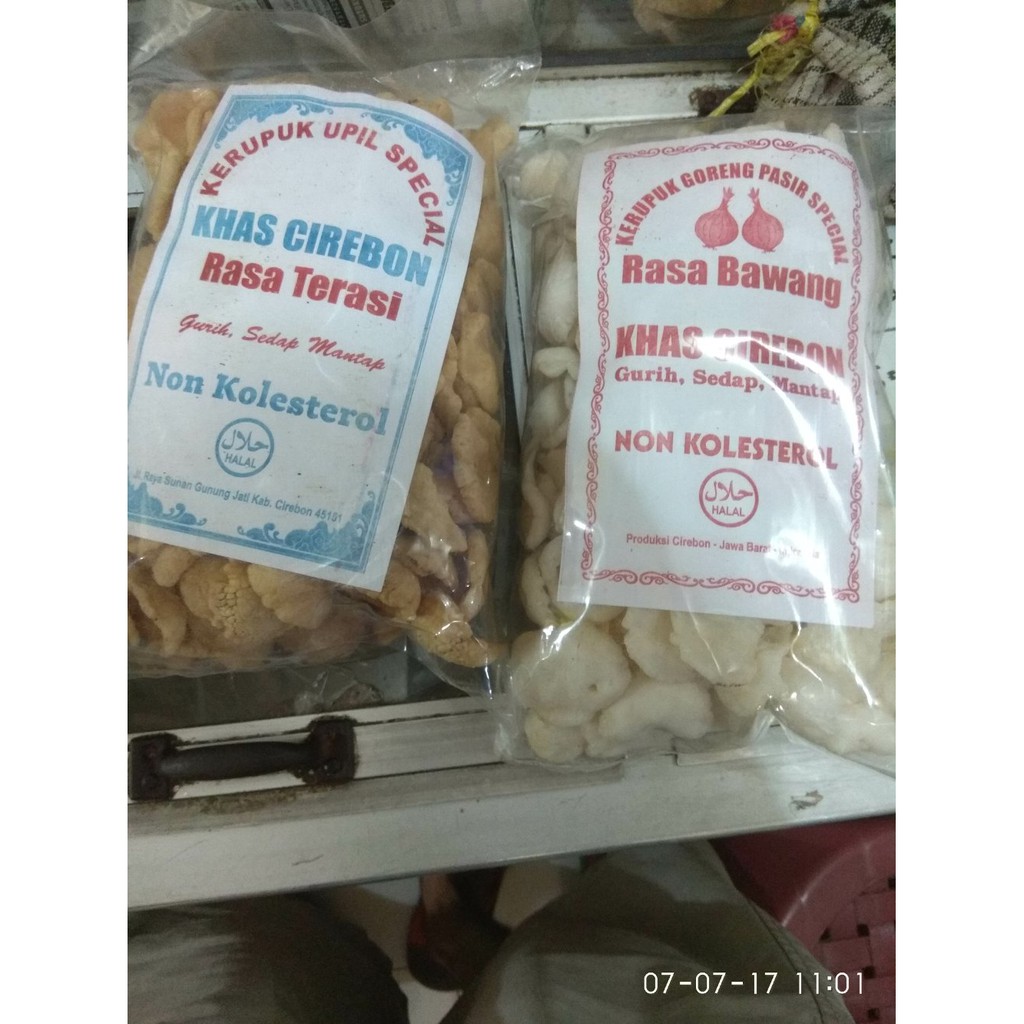 KERUPUK UPIL SPECIAL
KHAS CIREBON
Rasa Terasi
Gurih, Sedap Mantap
Non Kolesterol
حلال
HALAL
Jl. Raya Sunan Gunung Jati Kab. Cirebon 45151
KERUPUK GORENG PASIR SPECIAL
Rasa Bawang
KHAS CIREBON
Gurih, Sedap, Mantap
NON KOLESTEROL
حلال
HALAL
Produksi Cirebon - Jawa Barat -
07-07-17 11:01